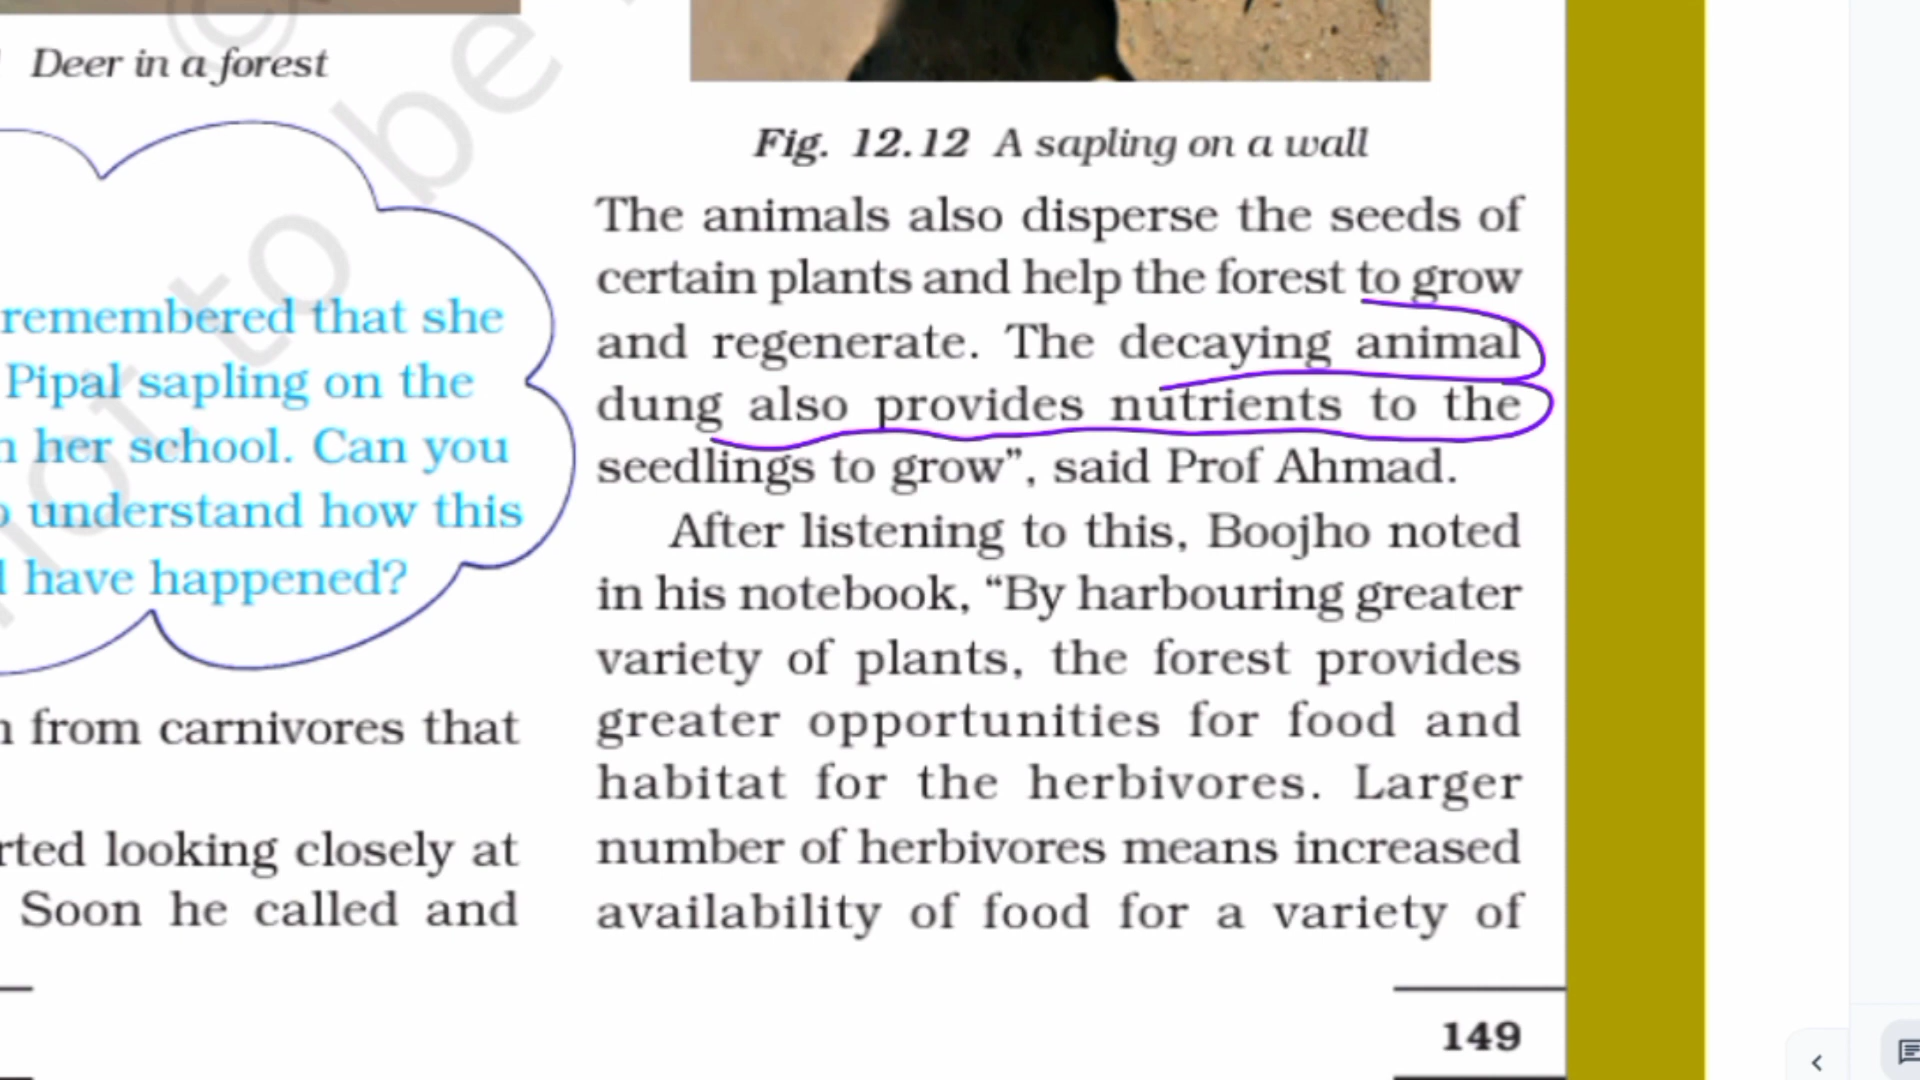 Deer in a forest
remembered that she
Pipal sapling on the
her school. Can you
understand how this
have happened?
from carnivores that
looking closely at
Soon he called and
Fig. 12.12 A sapling on a wall
The animals also disperse the seeds of
certain plants and help the forest to grow
and regenerate. The decaying animal
dung also provides nutrients to the
seedlings to grow”, said Prof Ahmad.
After listening to this, Boojho noted
in his notebook, “By harbouring greater
variety of plants, the forest provides
greater opportunities for food and
habitat for the herbivores. Larger
number of herbivores means increased
availability of food for a variety of
149
to be